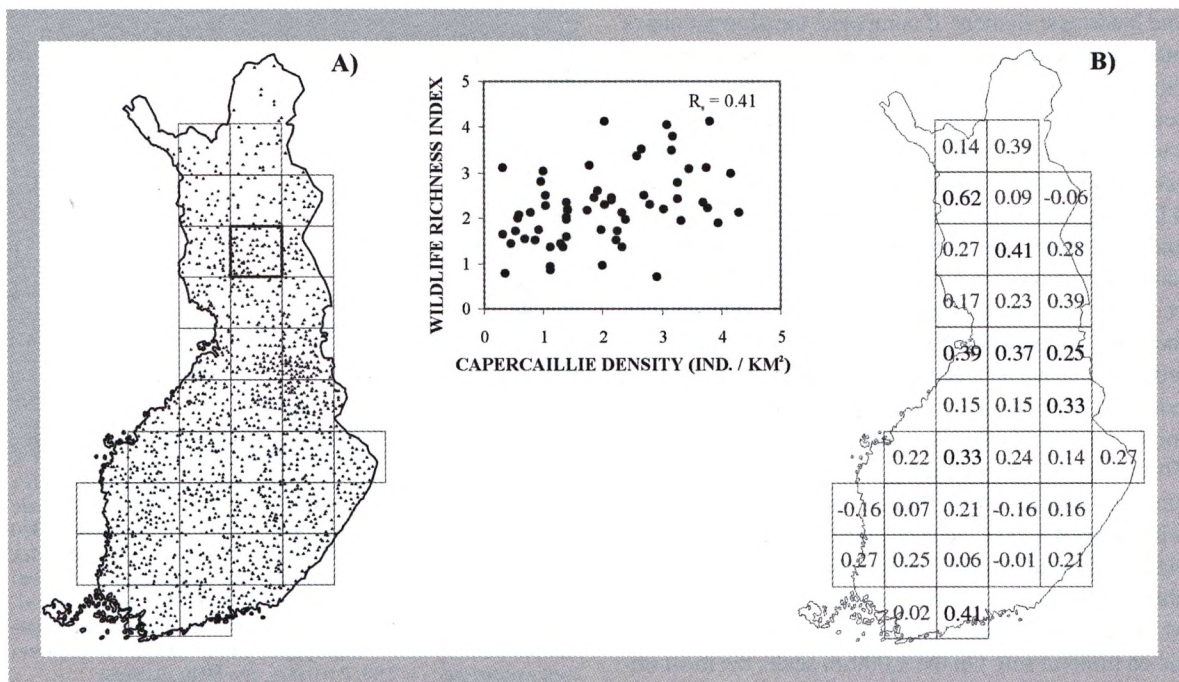 A)
WILDLIFE RICHNESS INDEX
5
4
3
2
1
0
R_s = 0.41
0 1 2 3 4 5
CAPERCAILLIE DENSITY (IND. / KM²)
B)
0.14 0.39
0.62 0.09 -0.06
0.27 0.41 0.28
0.17 0.23 0.39
0.39 0.37 0.25
0.15 0.15 0.33
0.22 0.33 0.24 0.14 0.27
-0.16 0.07 0.21 -0.16 0.16
0.27 0.25 0.06 -0.01 0.21
0.02 0.41